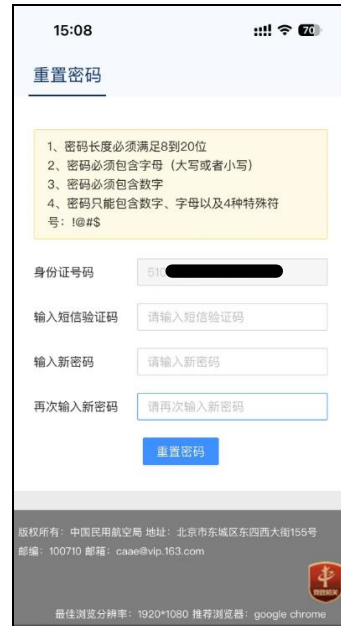 15:08
70
重置密码
1、密码长度必须满足8到20位
2、密码必须包含字母（大写或者小写）
3、密码必须包含数字
4、密码只能包含数字、字母以及4种特殊符
号：!@#$
身份证号码
510
输入短信验证码
请输入短信验证码
输入新密码
请输入新密码
再次输入新密码
请再次输入新密码
重置密码
版权所有：中国民用航空局 地址：北京市东城区东四西大街155号
邮编：100710 邮箱：caae@vip.163.com
党政机关
最佳浏览分辨率：1920*1080 推荐浏览器：google chrome